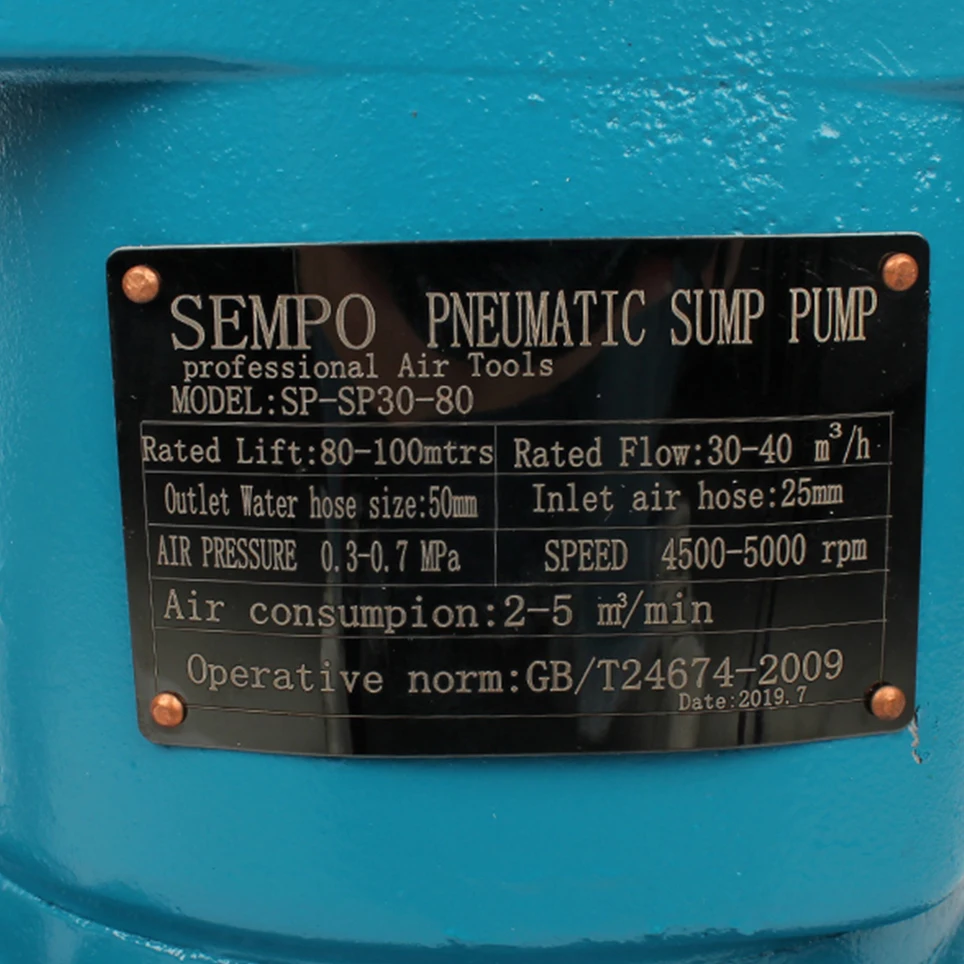 SEMPO PNEUMATIC SUMP PUMP
professional Air Tools
MODEL:SP-SP30-80
Rated Lift:80-100mtrs Rated Flow:30-40 m³/h
Outlet Water hose size:50mm Inlet air hose:25mm
AIR PRESSURE 0.3-0.7 MPa SPEED 4500-5000 rpm
Air consumpion:2-5 m³/min
Operative norm:GB/T24674-2009
Date:2019.7